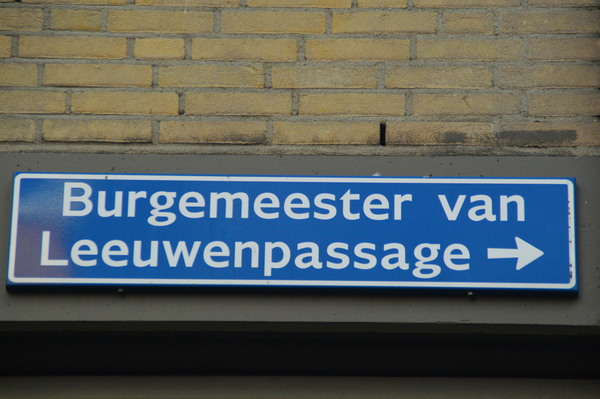 Burgemeester van
Leeuwenpassage →